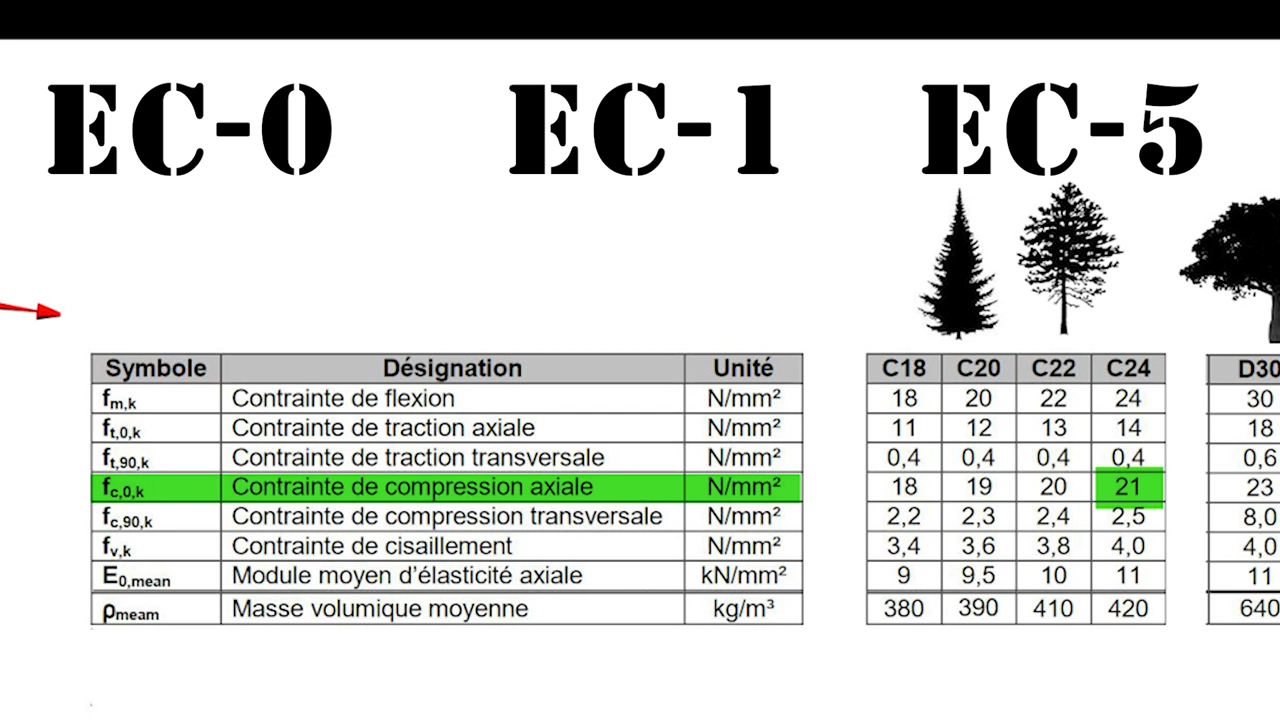 EC-0 EC-1 EC-5
Symbole Désignation Unité C18 C20 C22 C24 D30
fm,k Contrainte de flexion N/mm² 18 20 22 24 30
ft,0,k Contrainte de traction axiale N/mm² 11 12 13 14 18
ft,90,k Contrainte de traction transversale N/mm² 0,4 0,4 0,4 0,4 0,6
fc,0,k Contrainte de compression axiale N/mm² 18 19 20 21 23
fc,90,k Contrainte de compression transversale N/mm² 2,2 2,3 2,4 2,5 8,0
fv,k Contrainte de cisaillement N/mm² 3,4 3,6 3,8 4,0 4,0
E0,mean Module moyen d'élasticité axiale kN/mm² 9 9,5 10 11 11
ρmeam Masse volumique moyenne kg/m³ 380 390 410 420 640